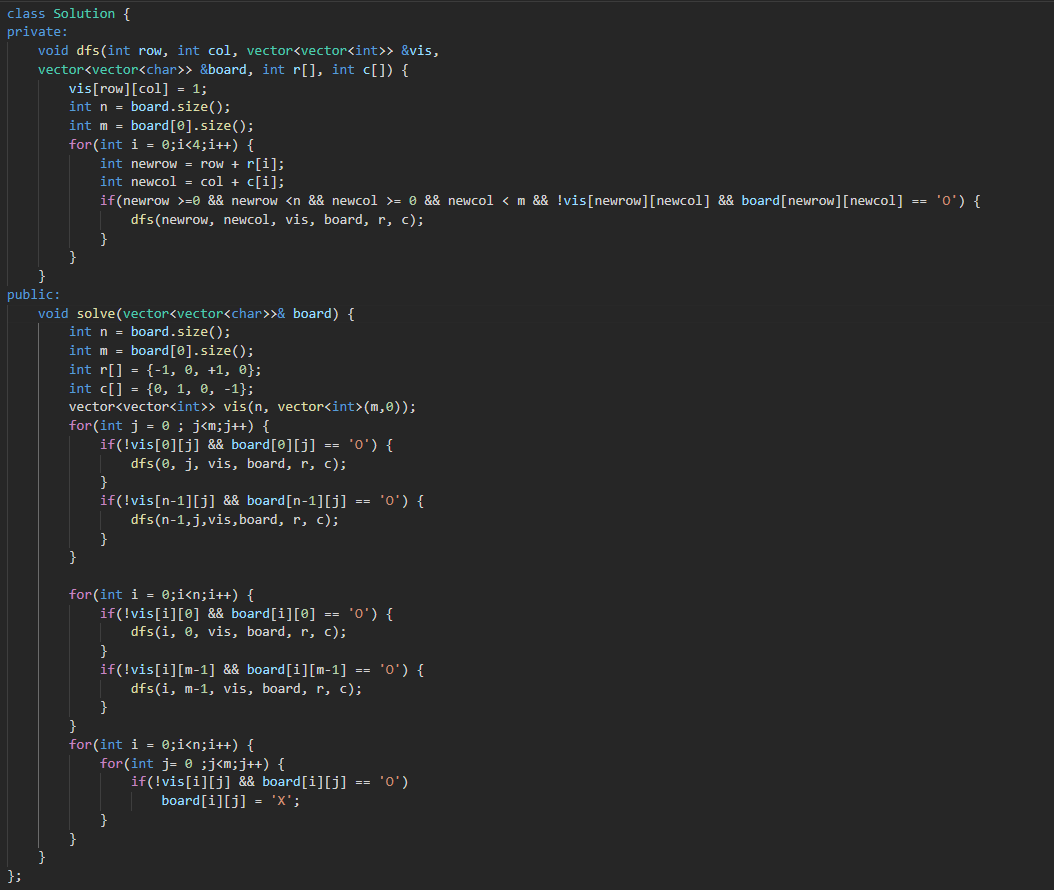 class Solution {
private:
    void dfs(int row, int col, vector<vector<int>> &vis,
    vector<vector<char>> &board, int r[], int c[]) {
        vis[row][col] = 1;
        int n = board.size();
        int m = board[0].size();
        for(int i = 0;i<4;i++) {
            int newrow = row + r[i];
            int newcol = col + c[i];
            if(newrow >=0 && newrow <n && newcol >= 0 && newcol < m && !vis[newrow][newcol] && board[newrow][newcol] == 'O') {
                dfs(newrow, newcol, vis, board, r, c);
            }
        }
    }
public:
    void solve(vector<vector<char>>& board) {
        int n = board.size();
        int m = board[0].size();
        int r[] = {-1, 0, +1, 0};
        int c[] = {0, 1, 0, -1};
        vector<vector<int>> vis(n, vector<int>(m,0));
        for(int j = 0 ; j<m;j++) {
            if(!vis[0][j] && board[0][j] == 'O') {
                dfs(0, j, vis, board, r, c);
            }
            if(!vis[n-1][j] && board[n-1][j] == 'O') {
                dfs(n-1,j,vis,board, r, c);
            }
        }

        for(int i = 0;i<n;i++) {
            if(!vis[i][0] && board[i][0] == 'O') {
                dfs(i, 0, vis, board, r, c);
            }
            if(!vis[i][m-1] && board[i][m-1] == 'O') {
                dfs(i, m-1, vis, board, r, c);
            }
        }
        for(int i = 0;i<n;i++) {
            for(int j= 0 ;j<m;j++) {
                if(!vis[i][j] && board[i][j] == 'O')
                    board[i][j] = 'X';
            }
        }
    }
};